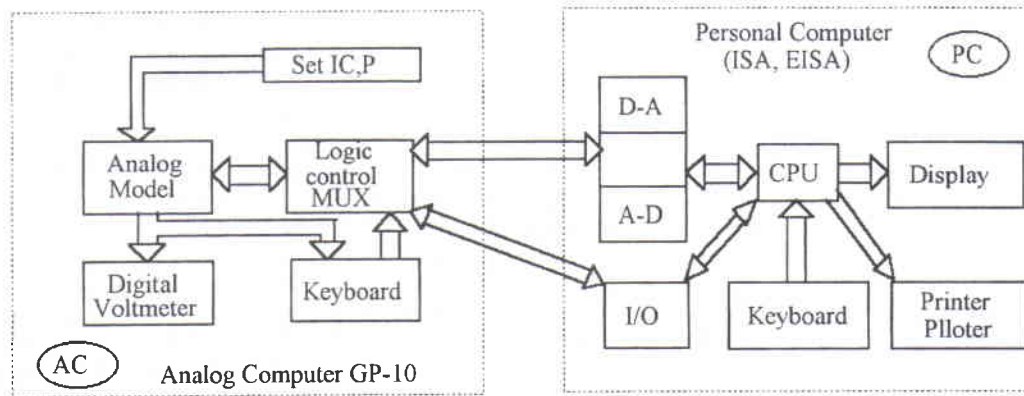 Set IC,P
Analog
Model
Logic
control
MUX
Digital
Voltmeter
Keyboard
AC
Analog Computer GP-10
Personal Computer
(ISA, EISA)
PC
D-A
A-D
CPU
Display
I/O
Keyboard
Printer
Plloter